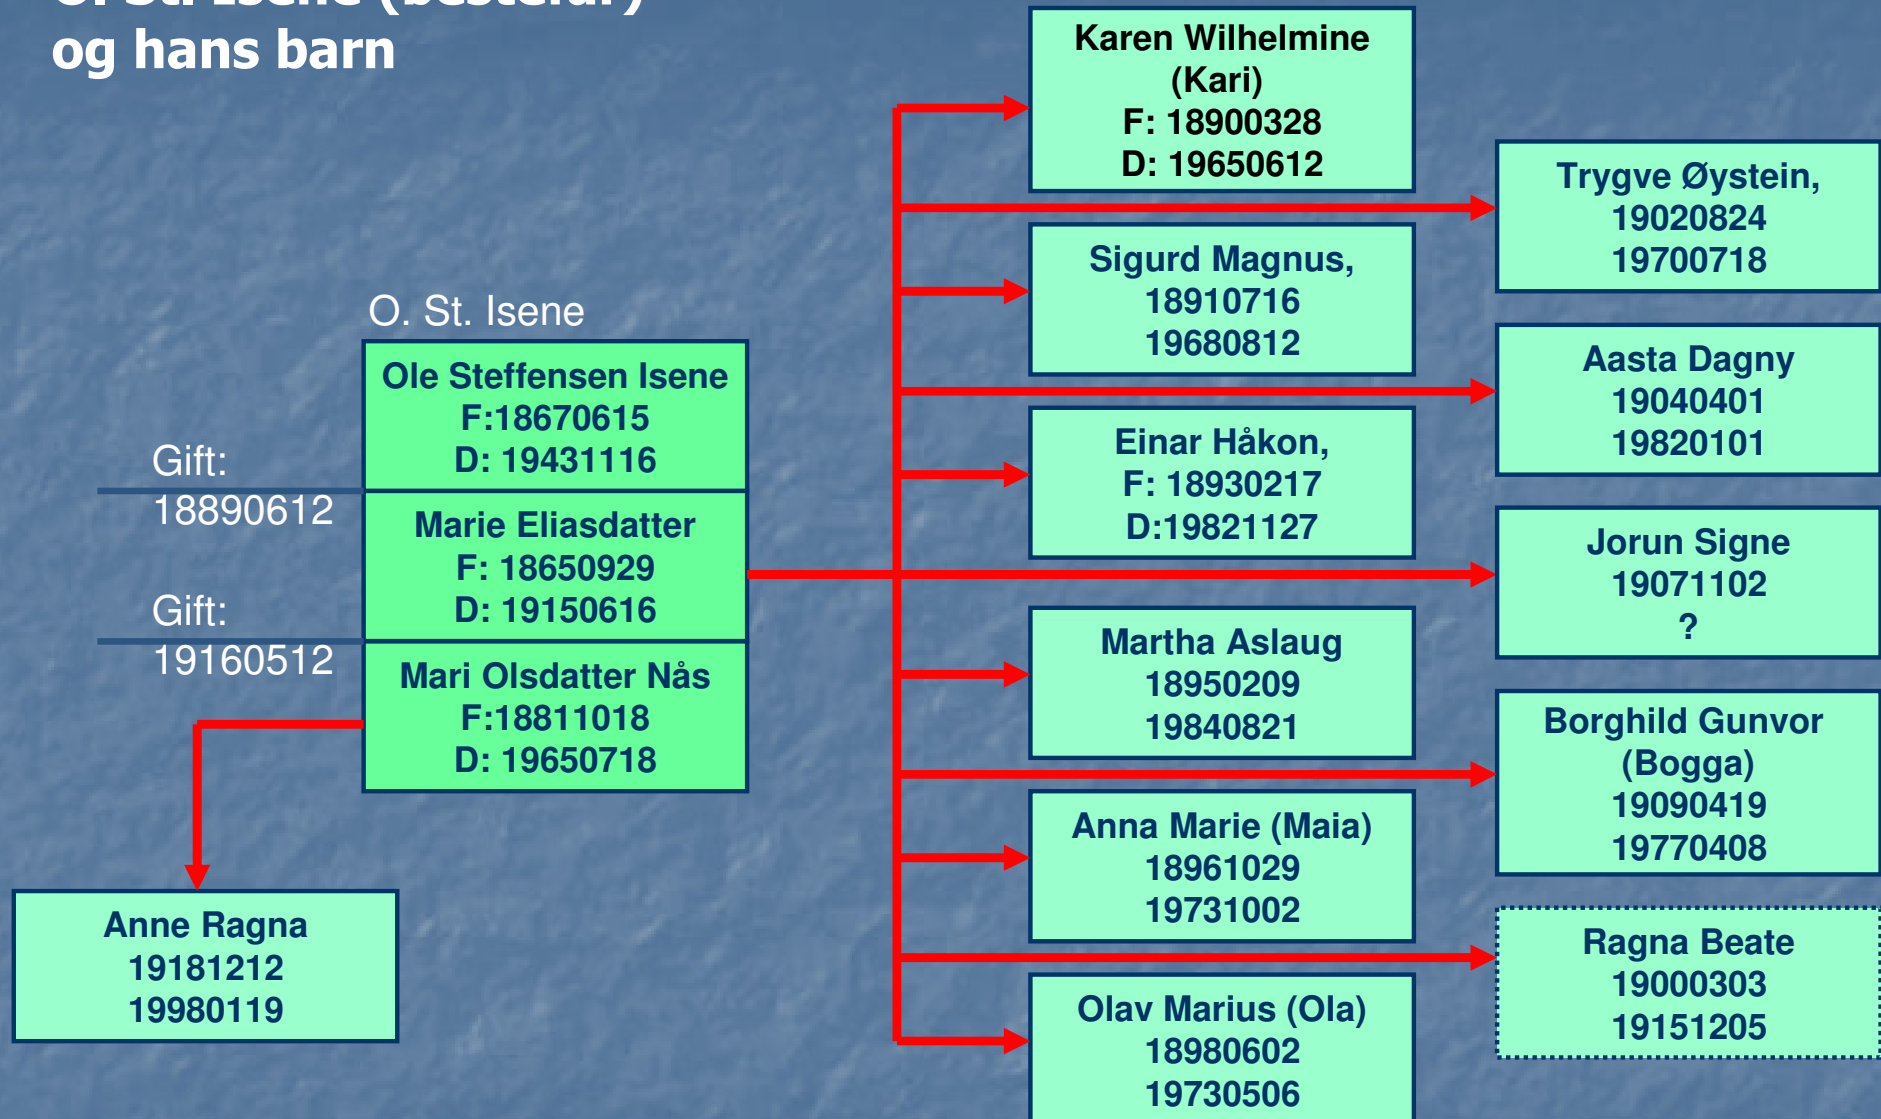 O. St. Isene (bestefar)
og hans barn
O. St. Isene
Ole Steffensen Isene
F:18670615
D: 19431116
Gift:
18890612
Marie Eliasdatter
F: 18650929
D: 19150616
Gift:
19160512
Mari Olsdatter Nås
F:18811018
D: 19650718
Anne Ragna
19181212
19980119
Karen Wilhelmine
(Kari)
F: 18900328
D: 19650612
Sigurd Magnus,
18910716
19680812
Einar Håkon,
F: 18930217
D:19821127
Martha Aslaug
18950209
19840821
Anna Marie (Maia)
18961029
19731002
Olav Marius (Ola)
18980602
19730506
Trygve Øystein,
19020824
19700718
Aasta Dagny
19040401
19820101
Jorun Signe
19071102
?
Borghild Gunvor
(Bogga)
19090419
19770408
Ragna Beate
19000303
19151205